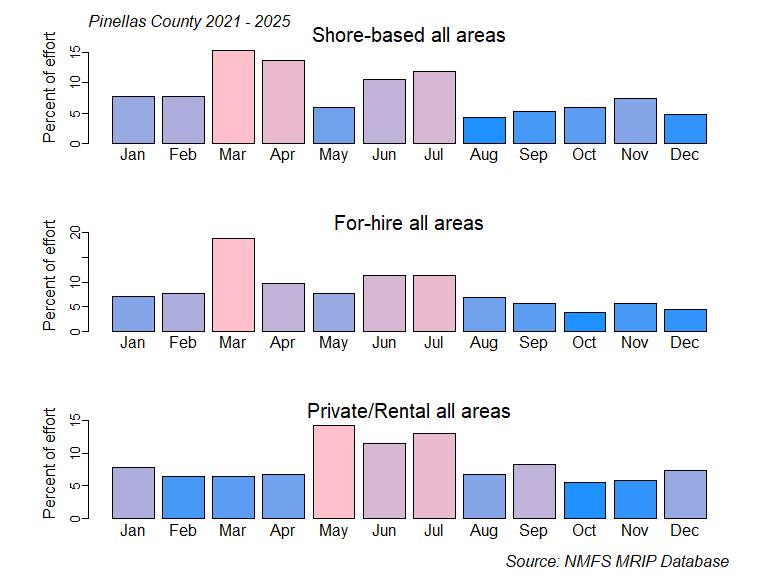 Pinellas County 2021 - 2025
Shore-based all areas
Percent of effort
15
10
5
0
Jan Feb Mar Apr May Jun Jul Aug Sep Oct Nov Dec
For-hire all areas
Percent of effort
20
10
5
0
Jan Feb Mar Apr May Jun Jul Aug Sep Oct Nov Dec
Private/Rental all areas
Percent of effort
15
10
5
0
Jan Feb Mar Apr May Jun Jul Aug Sep Oct Nov Dec
Source: NMFS MRIP Database